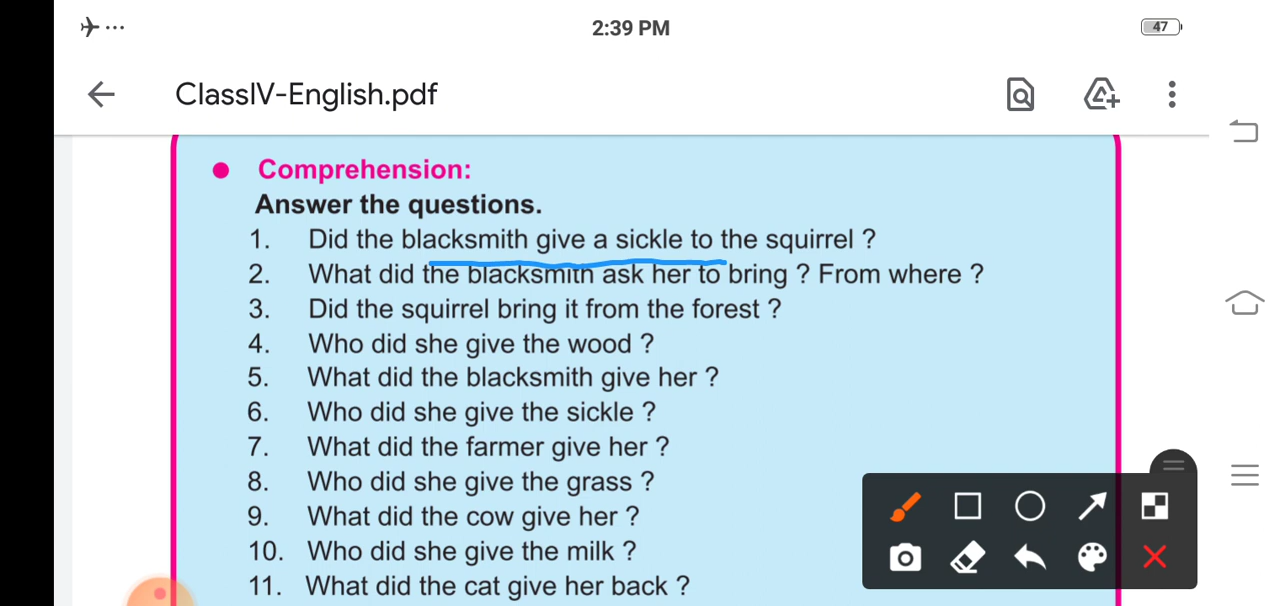 2:39 PM
47
ClassIV-English.pdf
Comprehension:
Answer the questions.
1. Did the blacksmith give a sickle to the squirrel ?
2. What did the blacksmith ask her to bring ? From where ?
3. Did the squirrel bring it from the forest ?
4. Who did she give the wood ?
5. What did the blacksmith give her ?
6. Who did she give the sickle ?
7. What did the farmer give her ?
8. Who did she give the grass ?
9. What did the cow give her ?
10. Who did she give the milk ?
11. What did the cat give her back ?